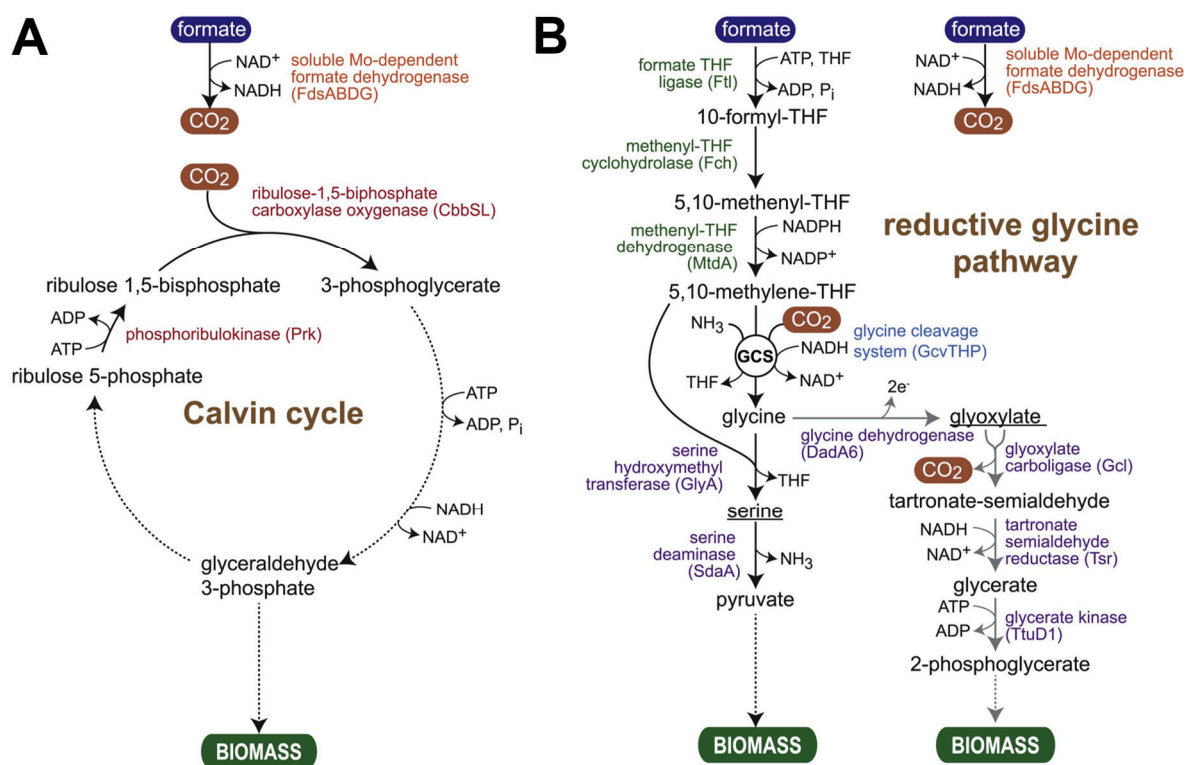 A
formate
NAD+
NADH
soluble Mo-dependent
formate dehydrogenase
(FdsABDG)
CO2
CO2
ribulose-1,5-biphosphate
carboxylase oxygenase (CbbSL)
ribulose 1,5-bisphosphate
3-phosphoglycerate
ADP
ATP
phosphoribulokinase (Prk)
ribulose 5-phosphate
Calvin cycle
ATP
ADP, Pi
NADH
NAD+
glyceraldehyde
3-phosphate
BIOMASS
B
formate
formate THF
ligase (Ftl)
ATP, THF
ADP, Pi
10-formyl-THF
methenyl-THF
cyclohydrolase (Fch)
5,10-methenyl-THF
methenyl-THF
dehydrogenase
(MtdA)
NADPH
NADP+
5,10-methylene-THF
NH3
CO2
GCS
NADH
THF
NAD+
glycine cleavage
system (GcvTHP)
glycine
2e-
glyoxylate
glycine dehydrogenase
(DadA6)
serine
hydroxymethyl
transferase (GlyA)
THF
serine
serine
deaminase
(SdaA)
NH3
pyruvate
BIOMASS
formate
NAD+
NADH
soluble Mo-dependent
formate dehydrogenase
(FdsABDG)
CO2
reductive glycine
pathway
glyoxylate
carboligase (Gcl)
CO2
tartronate-semialdehyde
NADH
NAD+
tartronate
semialdehyde
reductase (Tsr)
glycerate
ATP
ADP
glycerate kinase
(TtuD1)
2-phosphoglycerate
BIOMASS